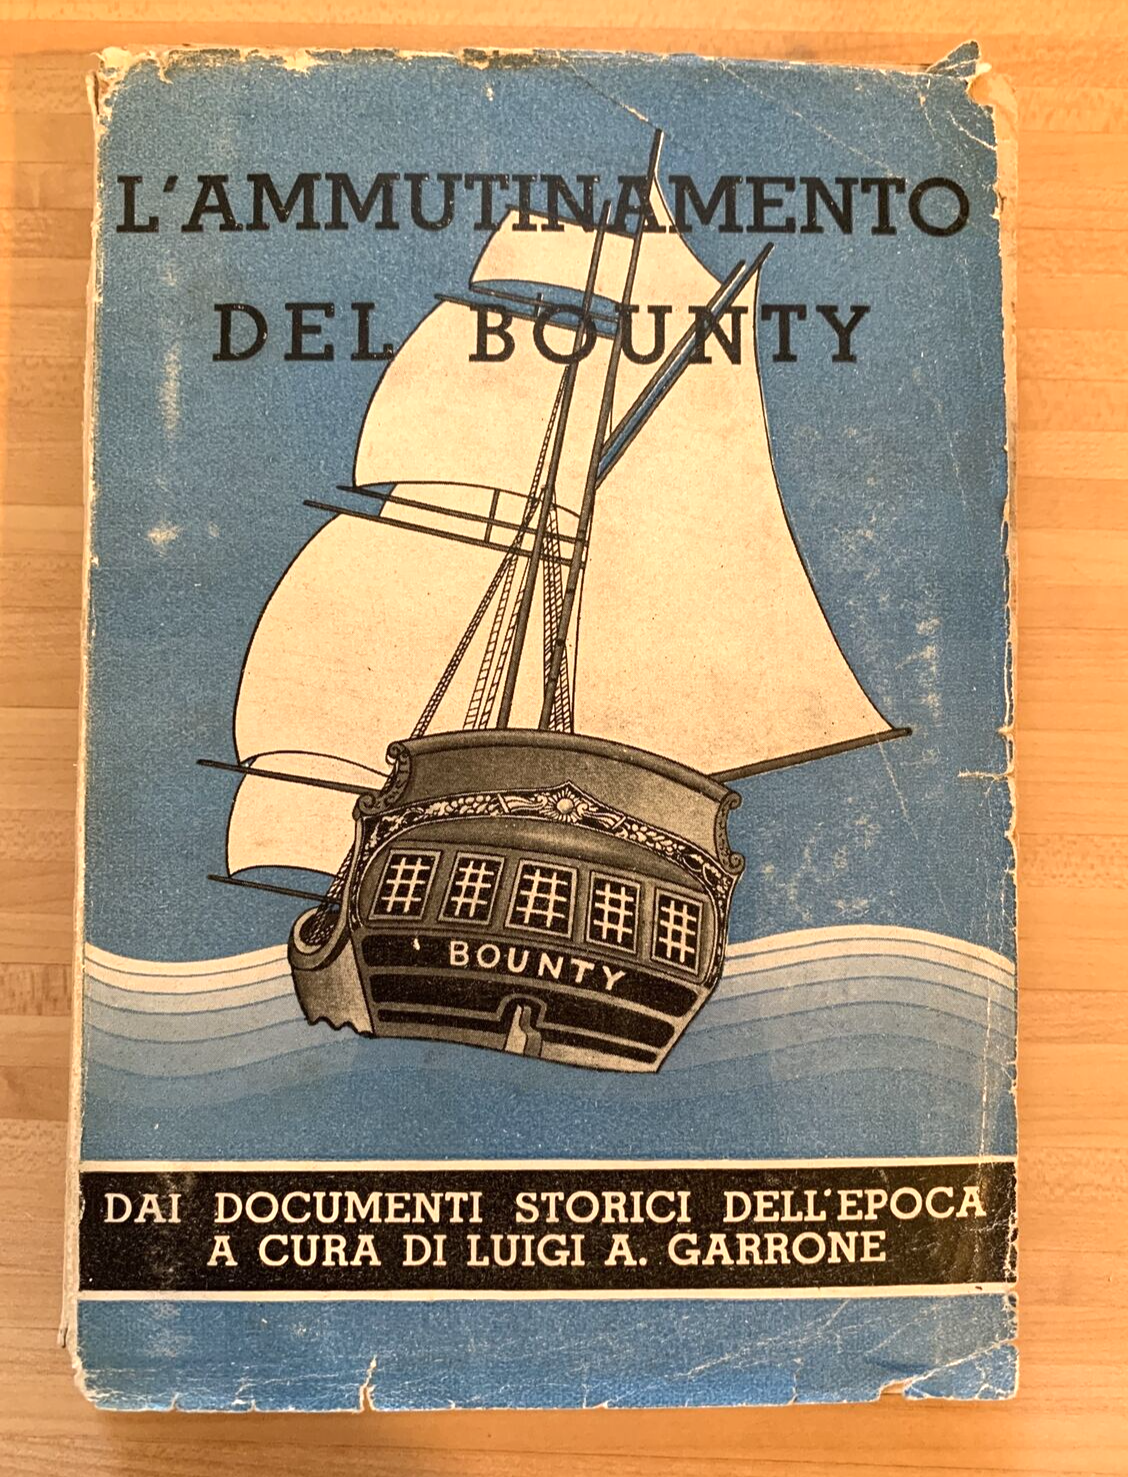 L'AMMUTINAMENTO
DEL BOUNTY
BOUNTY
DAI DOCUMENTI STORICI DELL'EPOCA
A CURA DI LUIGI A. GARRONE